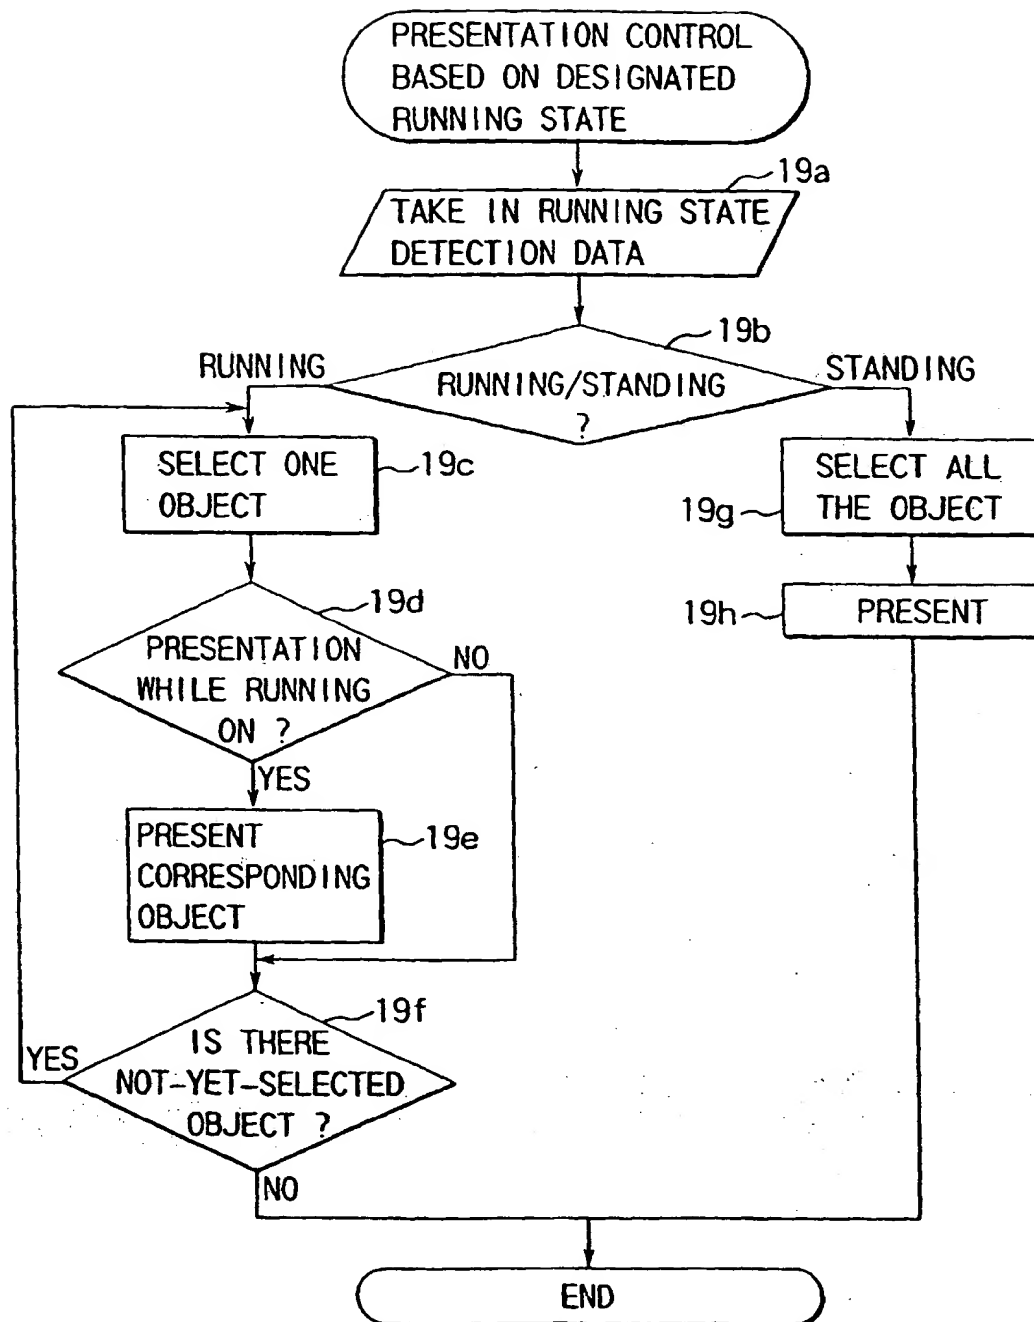 PRESENTATION CONTROL
BASED ON DESIGNATED
RUNNING STATE
19a
TAKE IN RUNNING STATE
DETECTION DATA
19b
RUNNING
STANDING
RUNNING/STANDING
?
SELECT ONE
OBJECT
19c
SELECT ALL
THE OBJECT
19g
19d
PRESENTATION
WHILE RUNNING
ON ?
NO
19h
PRESENT
YES
PRESENT
CORRESPONDING
OBJECT
19e
19f
IS THERE
NOT-YET-SELECTED
OBJECT ?
YES
NO
END